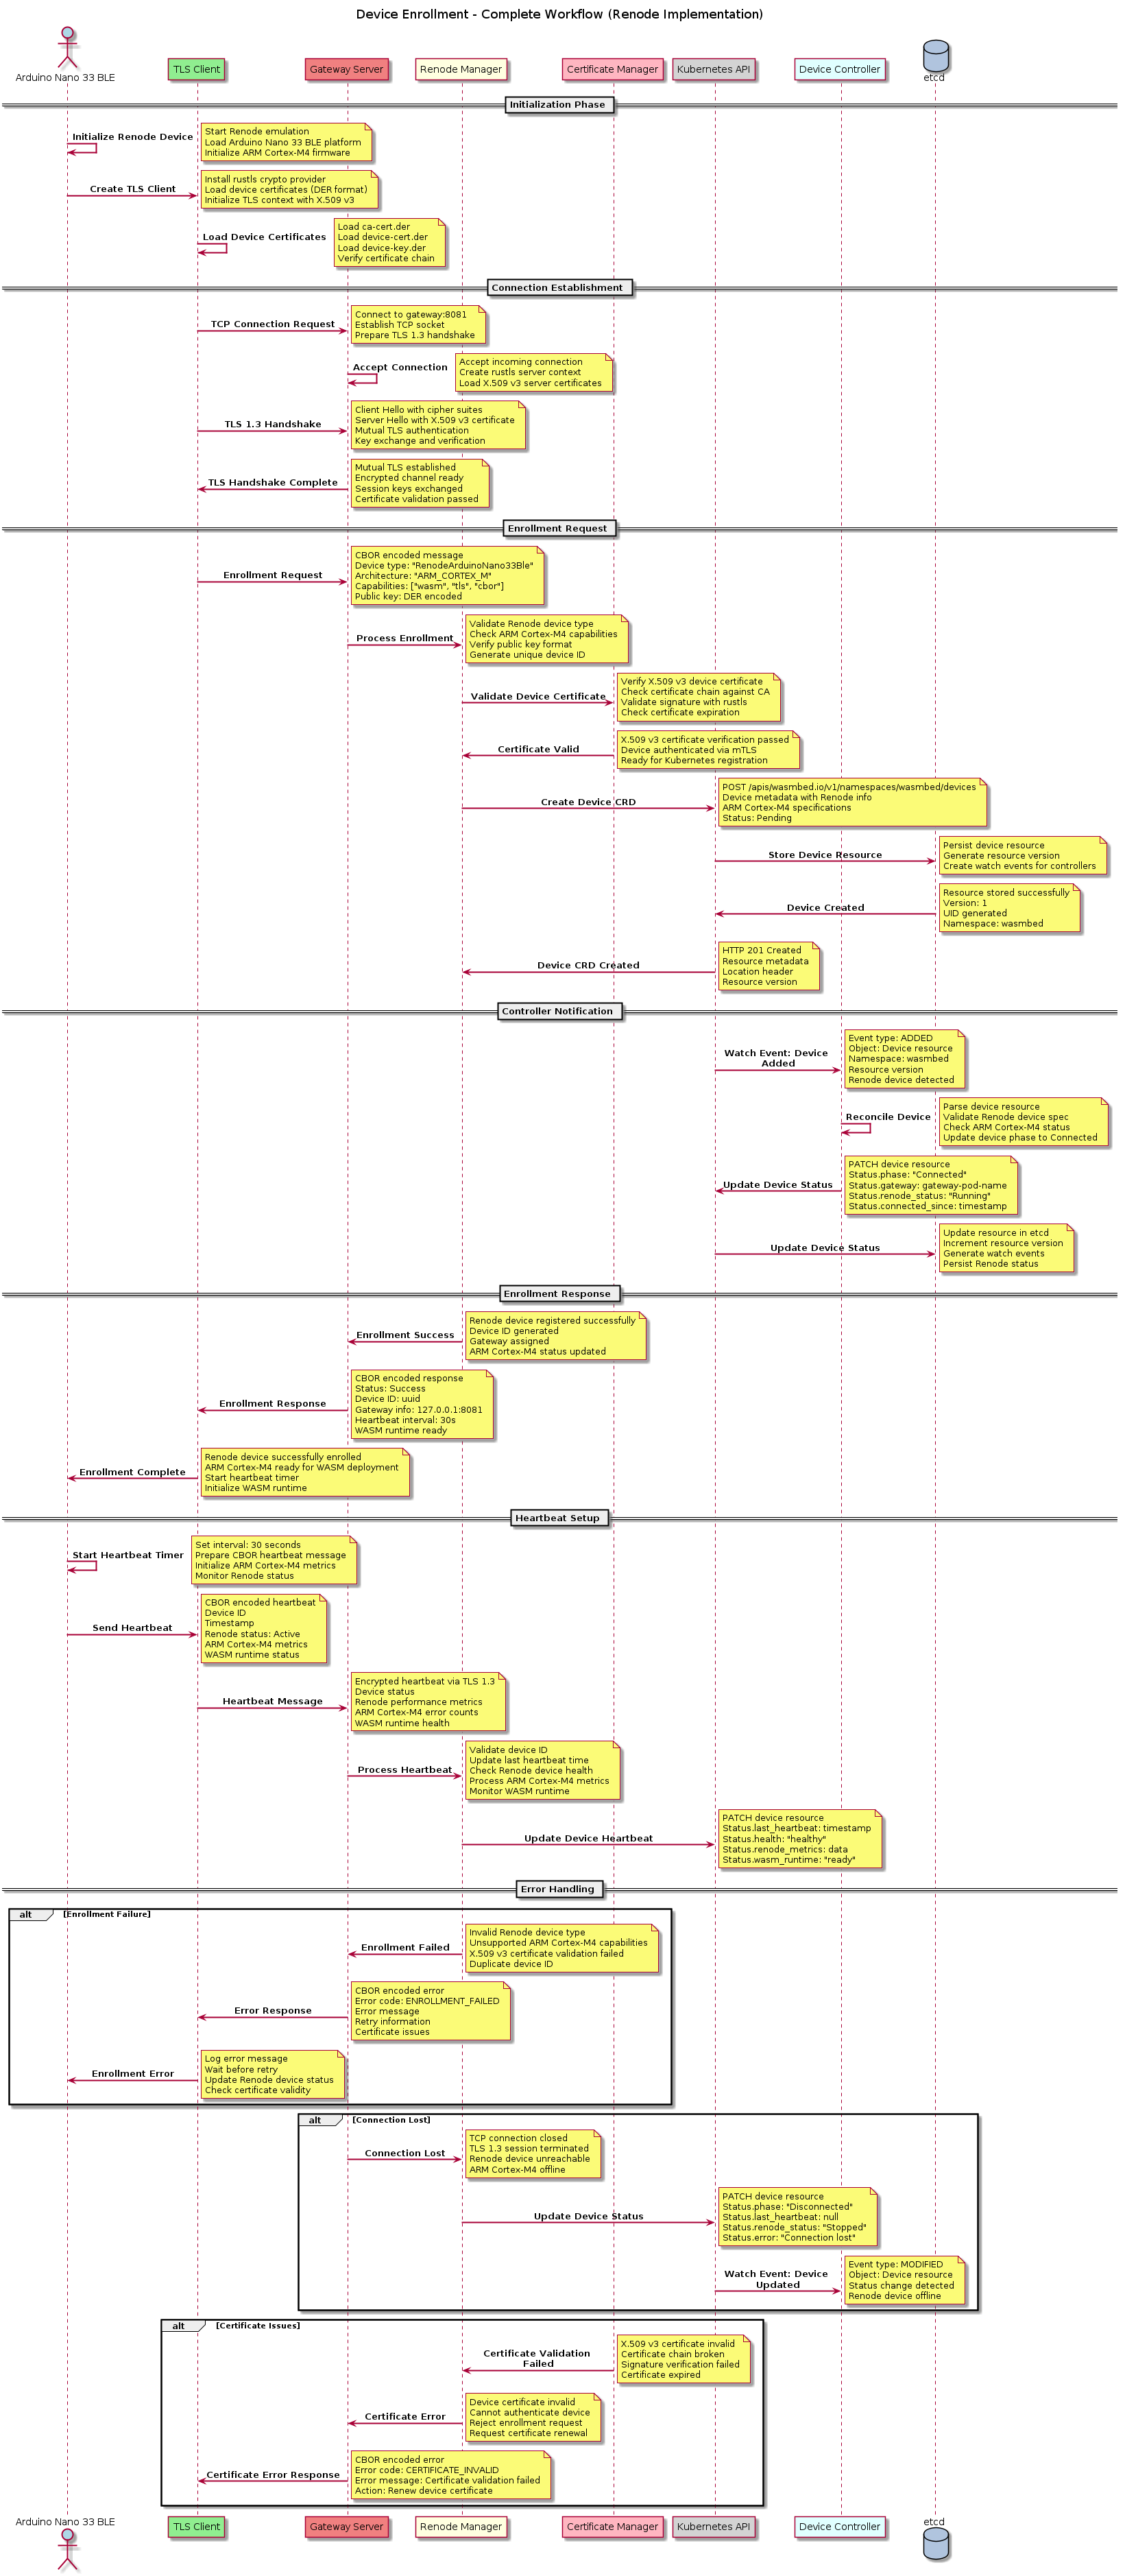 Device Enrollment - Complete Workflow (Renode Implementation)
Arduino Nano 33 BLE
TLS Client
Gateway Server
Renode Manager
Certificate Manager
Kubernetes API
Device Controller
etcd
Initialization Phase
Initialize Renode Device
Start Renode emulation
Load Arduino Nano 33 BLE platform
Initialize ARM Cortex-M4 firmware
Create TLS Client
Install rustls crypto provider
Load device certificates (DER format)
Initialize TLS context with X.509 v3
Load Device Certificates
Load ca-cert.der
Load device-cert.der
Load device-key.der
Verify certificate chain
Connection Establishment
TCP Connection Request
Connect to gateway:8081
Establish TCP socket
Prepare TLS 1.3 handshake
Accept Connection
Accept incoming connection
Create rustls server context
Load X.509 v3 server certificates
TLS 1.3 Handshake
Client Hello with cipher suites
Server Hello with X.509 v3 certificate
Mutual TLS authentication
Key exchange and verification
TLS Handshake Complete
Mutual TLS established
Encrypted channel ready
Session keys exchanged
Certificate validation passed
Enrollment Request
Enrollment Request
CBOR encoded message
Device type: "RenodeArduinoNano33Ble"
Architecture: "ARM_CORTEX_M"
Capabilities: ["wasm", "tls", "cbor"]
Public key: DER encoded
Process Enrollment
Validate Renode device type
Check ARM Cortex-M4 capabilities
Verify public key format
Generate unique device ID
Validate Device Certificate
Verify X.509 v3 device certificate
Check certificate chain against CA
Validate signature with rustls
Check certificate expiration
Certificate Valid
X.509 v3 certificate verification passed
Device authenticated via mTLS
Ready for Kubernetes registration
Create Device CRD
POST /apis/wasmbed.io/v1/namespaces/wasmbed/devices
Device metadata with Renode info
ARM Cortex-M4 specifications
Status: Pending
Store Device Resource
Persist device resource
Generate resource version
Create watch events for controllers
Device Created
Resource stored successfully
Version: 1
UID generated
Namespace: wasmbed
Device CRD Created
HTTP 201 Created
Resource metadata
Location header
Resource version
Controller Notification
Watch Event: Device
Added
Event type: ADDED
Object: Device resource
Namespace: wasmbed
Resource version
Renode device detected
Reconcile Device
Parse device resource
Validate Renode device spec
Check ARM Cortex-M4 status
Update device phase to Connected
Update Device Status
PATCH device resource
Status.phase: "Connected"
Status.gateway: gateway-pod-name
Status.renode_status: "Running"
Status.connected_since: timestamp
Update Device Status
Update resource in etcd
Increment resource version
Generate watch events
Persist Renode status
Enrollment Response
Enrollment Success
Renode device registered successfully
Device ID generated
Gateway assigned
ARM Cortex-M4 status updated
Enrollment Response
CBOR encoded response
Status: Success
Device ID: uuid
Gateway info: 127.0.0.1:8081
Heartbeat interval: 30s
WASM runtime ready
Enrollment Complete
Renode device successfully enrolled
ARM Cortex-M4 ready for WASM deployment
Start heartbeat timer
Initialize WASM runtime
Heartbeat Setup
Start Heartbeat Timer
Set interval: 30 seconds
Prepare CBOR heartbeat message
Initialize ARM Cortex-M4 metrics
Monitor Renode status
Send Heartbeat
CBOR encoded heartbeat
Device ID
Timestamp
Renode status: Active
ARM Cortex-M4 metrics
WASM runtime status
Heartbeat Message
Encrypted heartbeat via TLS 1.3
Device status
Renode performance metrics
ARM Cortex-M4 error counts
WASM runtime health
Process Heartbeat
Validate device ID
Update last heartbeat time
Check Renode device health
Process ARM Cortex-M4 metrics
Monitor WASM runtime
Update Device Heartbeat
PATCH device resource
Status.last_heartbeat: timestamp
Status.health: "healthy"
Status.renode_metrics: data
Status.wasm_runtime: "ready"
Error Handling
alt [Enrollment Failure]
Enrollment Failed
Invalid Renode device type
Unsupported ARM Cortex-M4 capabilities
X.509 v3 certificate validation failed
Duplicate device ID
Error Response
CBOR encoded error
Error code: ENROLLMENT_FAILED
Error message
Retry information
Certificate issues
Enrollment Error
Log error message
Wait before retry
Update Renode device status
Check certificate validity
alt [Connection Lost]
Connection Lost
TCP connection closed
TLS 1.3 session terminated
Renode device unreachable
ARM Cortex-M4 offline
Update Device Status
PATCH device resource
Status.phase: "Disconnected"
Status.last_heartbeat: null
Status.renode_status: "Stopped"
Status.error: "Connection lost"
Watch Event: Device
Updated
Event type: MODIFIED
Object: Device resource
Status change detected
Renode device offline
alt [Certificate Issues]
Certificate Validation
Failed
X.509 v3 certificate invalid
Certificate chain broken
Signature verification failed
Certificate expired
Certificate Error
Device certificate invalid
Cannot authenticate device
Reject enrollment request
Request certificate renewal
Certificate Error Response
CBOR encoded error
Error code: CERTIFICATE_INVALID
Error message: Certificate validation failed
Action: Renew device certificate
Arduino Nano 33 BLE
TLS Client
Gateway Server
Renode Manager
Certificate Manager
Kubernetes API
Device Controller
etcd